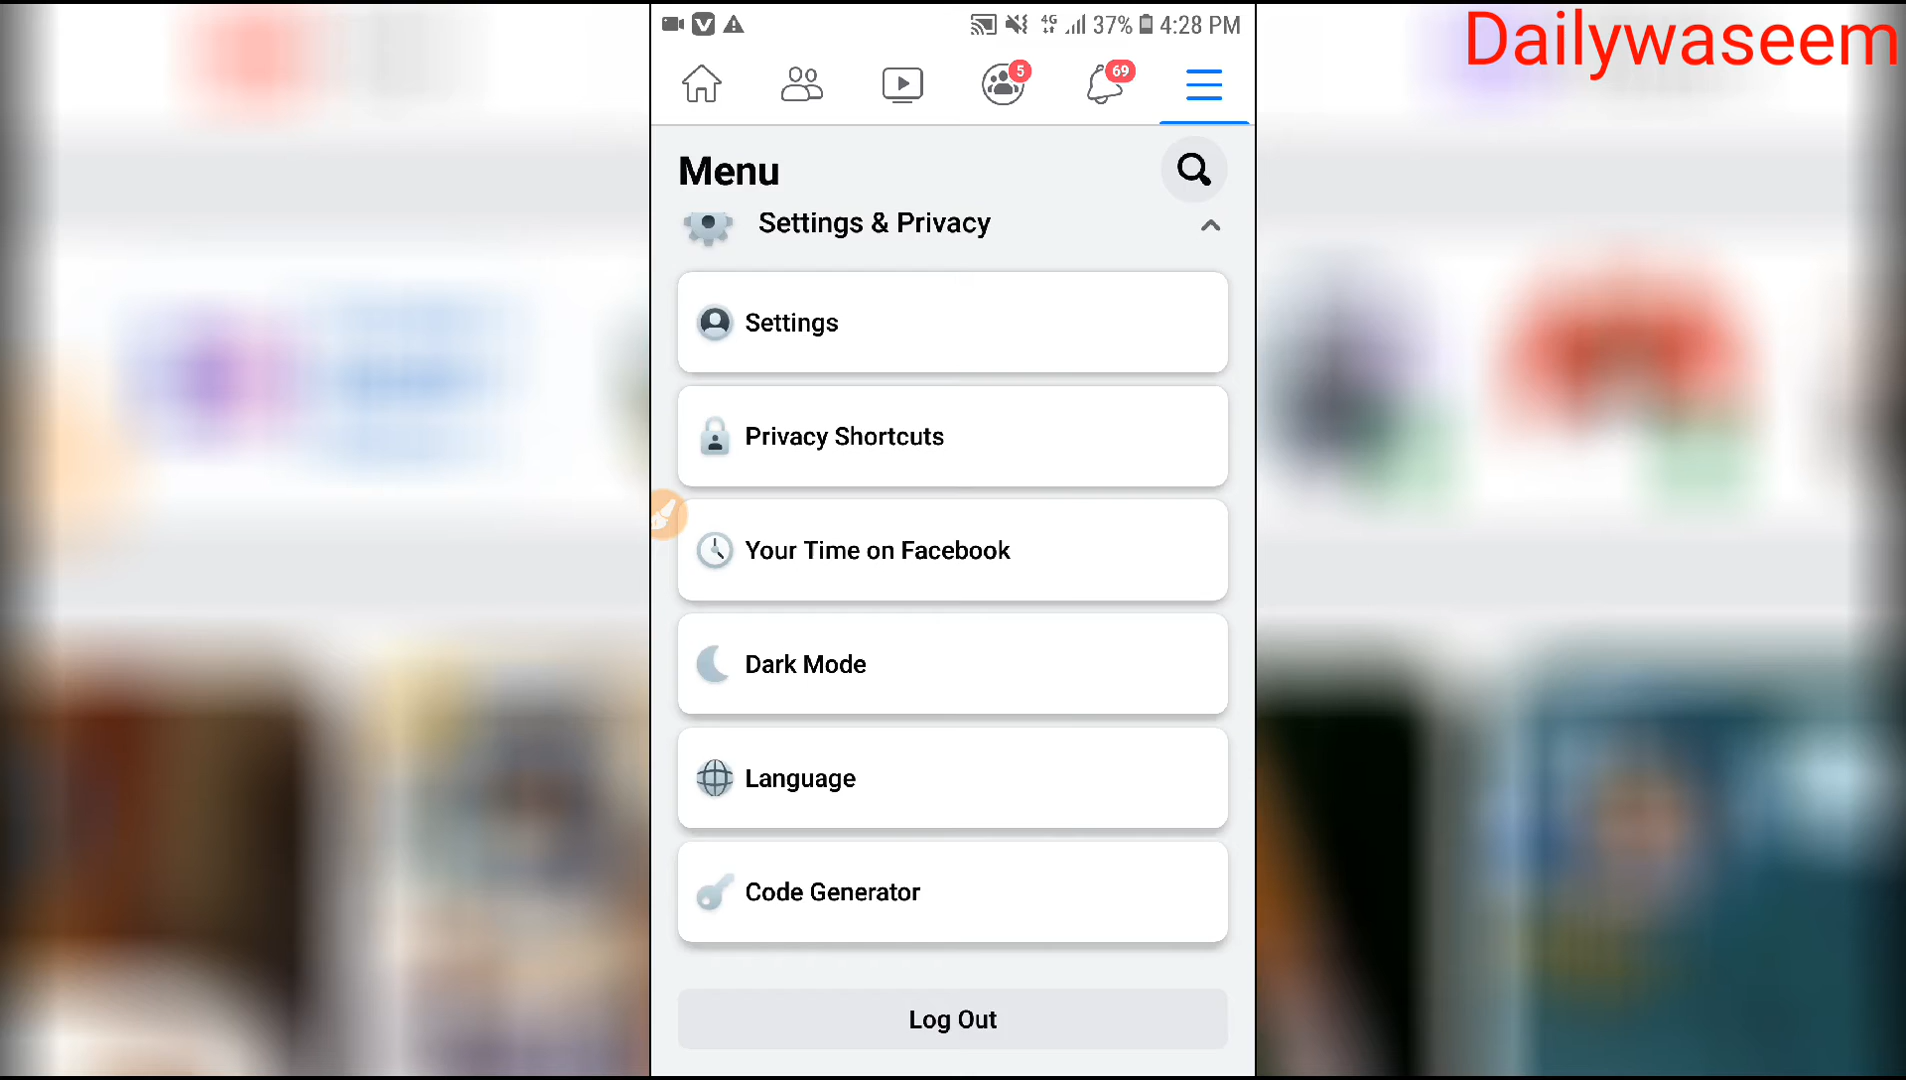 Dailywaseem
4G 37% 4:28 PM
5 69
Menu
Settings & Privacy
Settings
Privacy Shortcuts
Your Time on Facebook
Dark Mode
Language
Code Generator
Log Out